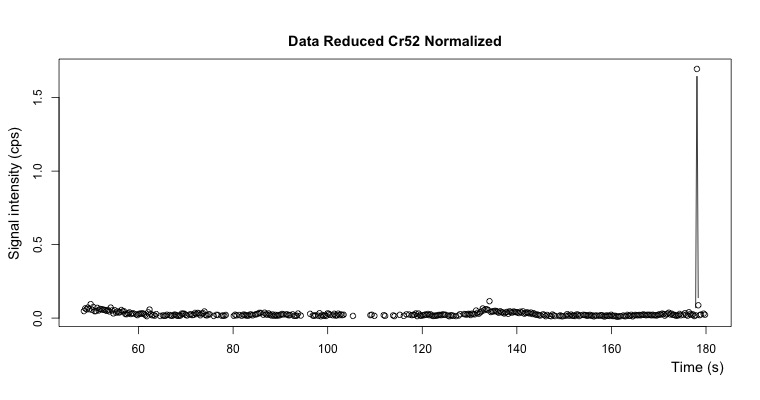 Data Reduced Cr52 Normalized
Signal intensity (cps)
1.5
1.0
0.5
0.0
60 80 100 120 140 160 180
Time (s)